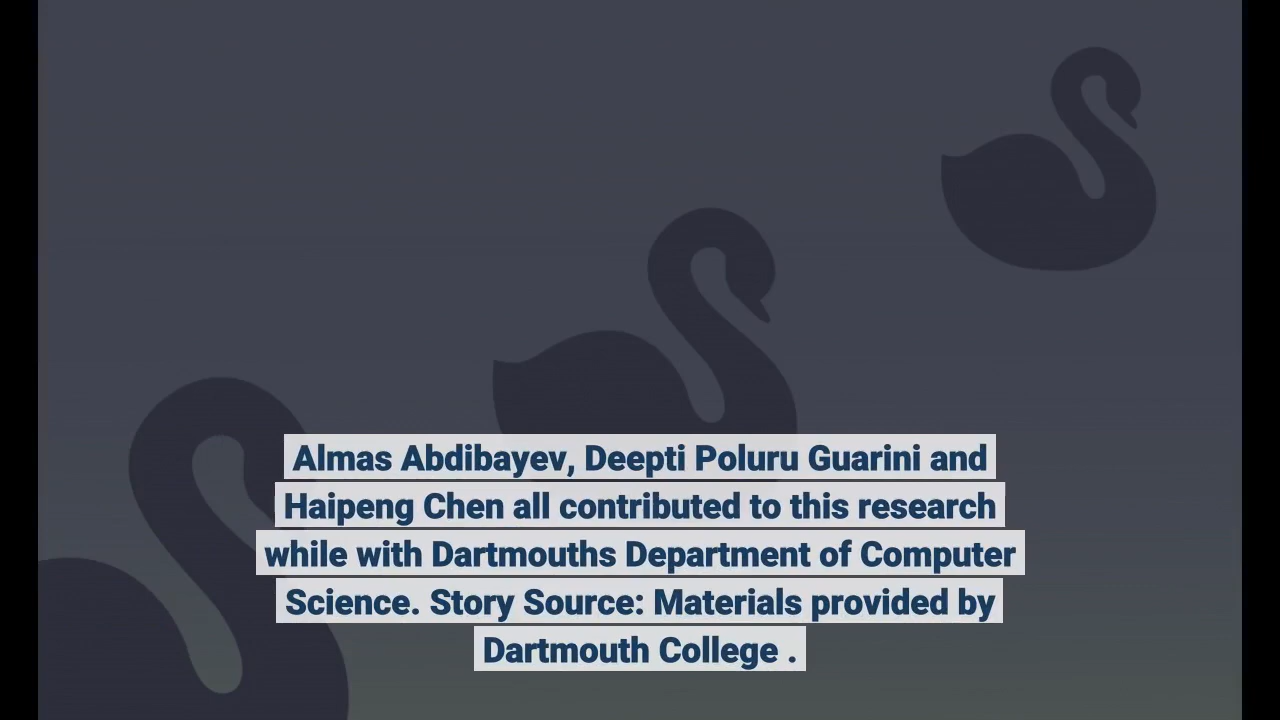 Almas Abdibayev, Deepti Poluru Guarini and
Haipeng Chen all contributed to this research
while with Dartmouths Department of Computer
Science. Story Source: Materials provided by
Dartmouth College .